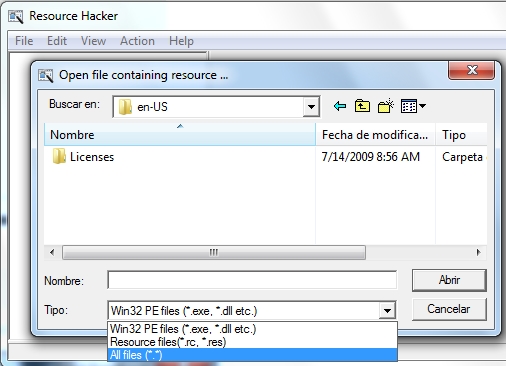 Resource Hacker
File Edit View Action Help
Open file containing resource ...
Buscar en: en-US
Nombre Fecha de modifica... Tipo
Licenses 7/14/2009 8:56 AM Carpeta
Nombre: Abrir
Tipo: Win32 PE files (*.exe, *.dll etc.) Cancelar
Win32 PE files (*.exe, *.dll etc.)
Resource files(*.rc, *.res)
All files (*.*)